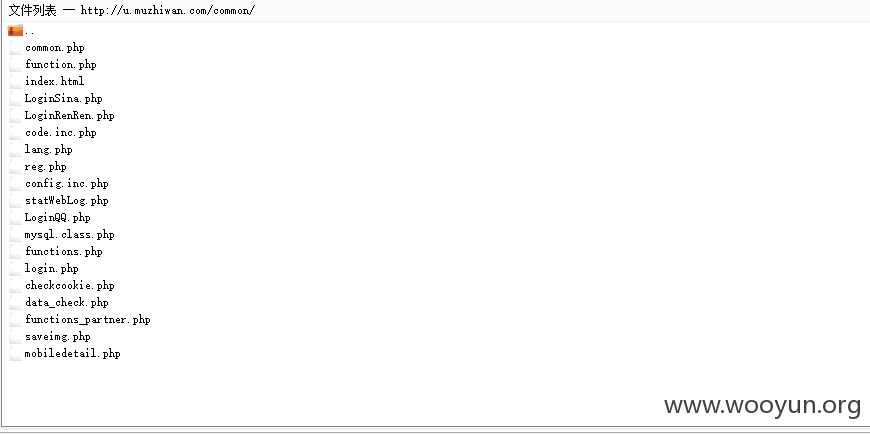 文件列表 — http://u.muzhiwan.com/common/
..
common.php
function.php
index.html
LoginSina.php
LoginRenRen.php
code.inc.php
lang.php
reg.php
config.inc.php
statWebLog.php
LoginQQ.php
mysql.class.php
functions.php
login.php
checkcookie.php
data_check.php
functions_partner.php
saveimg.php
mobiledetail.php
www.wooyun.org